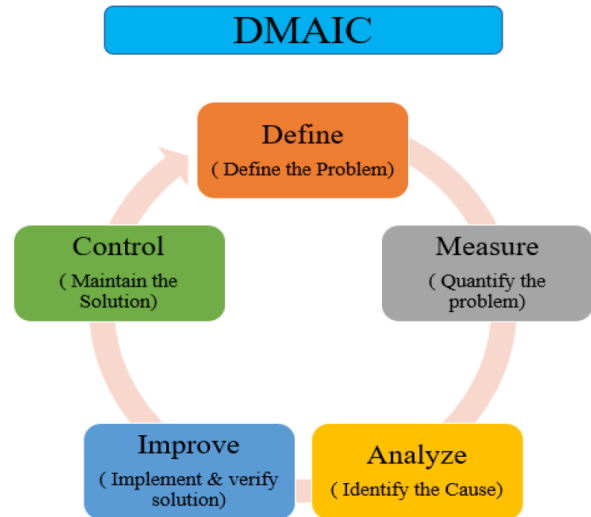 DMAIC
Define
( Define the Problem)
Measure
( Quantify the
problem)
Analyze
( Identify the Cause)
Improve
( Implement & verify
solution)
Control
( Maintain the
Solution)